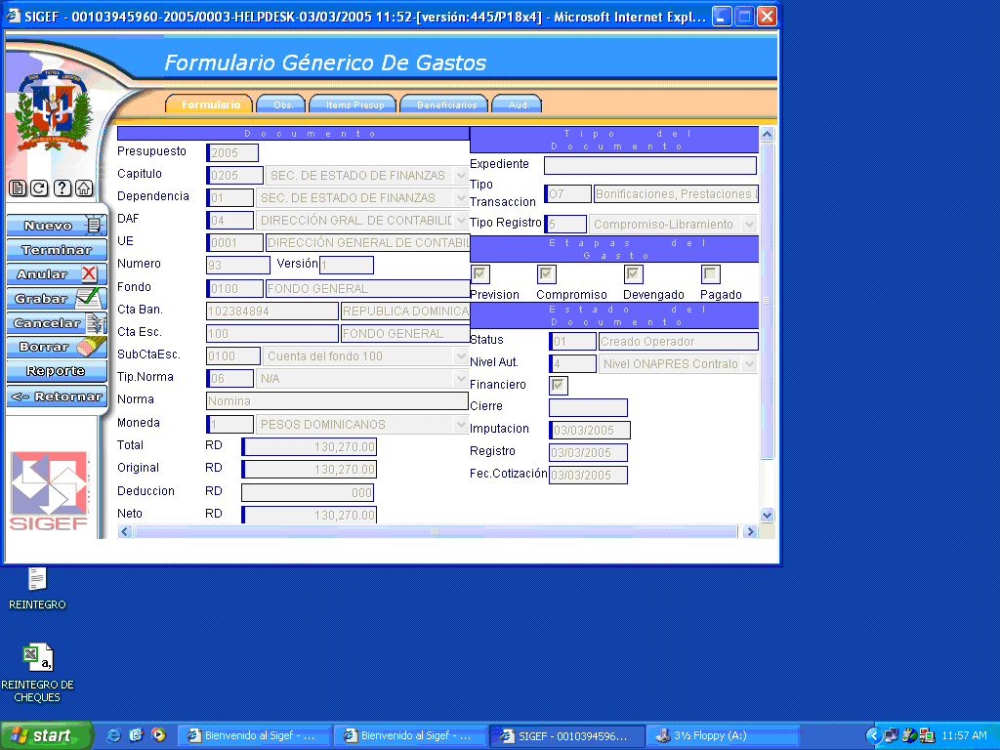 SIGEF - 00103945960-2005/0003-HELPDESK-03/03/2005 11:52-[versión:445/P18x4] - Microsoft Internet Expl...
Formulario Génerico De Gastos
Formulario Obs. Items Presup Beneficiarios Aud.
Nuevo
Terminar
Anular
Grabar
Cancelar
Borrar
Reporte
<- Retornar
SIGEF
Documento
Presupuesto 2005
Capitulo 0205 SEC. DE ESTADO DE FINANZAS
Dependencia 01 SEC. DE ESTADO DE FINANZAS
DAF 04 DIRECCIÓN GRAL. DE CONTABILID
UE 0001 DIRECCIÓN GENERAL DE CONTABIL
Numero 93 Versión 1
Fondo 0100 FONDO GENERAL
Cta Ban. 102384894 REPUBLICA DOMINICA
Cta Esc. 100 FONDO GENERAL
SubCtaEsc. 0100 Cuenta del fondo 100
Tip.Norma 06 N/A
Norma Nomina
Moneda 1 PESOS DOMINICANOS
Total RD 130,270.00
Original RD 130,270.00
Deduccion RD 000
Neto RD 130,270.00
Tipo del
Documento
Expediente
Tipo
Transaccion 07 Bonificaciones, Prestaciones
Tipo Registro 5 Compromiso-Libramiento
Etapas del
Gasto
Prevision Compromiso Devengado Pagado
Estado del
Documento
Status 01 Creado Operador
Nivel Aut. 4 Nivel ONAPRES Contralo
Financiero
Cierre
Imputacion 03/03/2005
Registro 03/03/2005
Fec.Cotización 03/03/2005
REINTEGRO
REINTEGRO DE
CHEQUES
start Bienvenido al Sigef - ... Bienvenido al Sigef - ... SIGEF - 0010394596... 3½ Floppy (A:) 11:57 AM